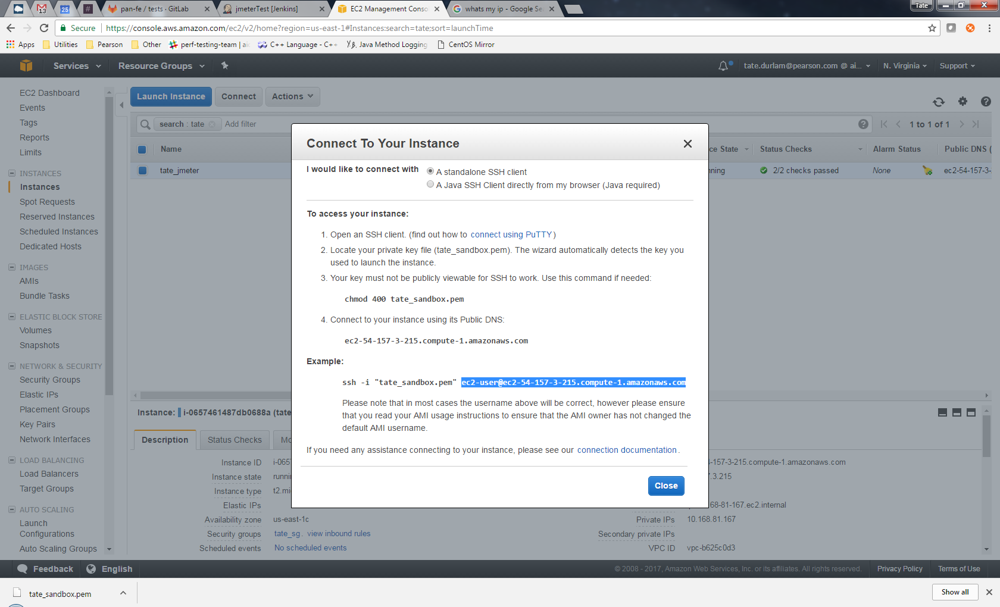 13
25
#
pan-fe / tests · GitLab
jmeterTest [Jenkins]
EC2 Management Conso
whats my ip - Google Se
Tate
Secure
https://console.aws.amazon.com/ec2/v2/home?region=us-east-1#Instances:search=tate;sort=launchTime
Apps
Utilities
Pearson
Other
perf-testing-team | aic
C++ Language - C++
Java Method Logging
CentOS Mirror
Services
Resource Groups
tate.durlam@pearson.com @ ai...
N. Virginia
Support
EC2 Dashboard
Events
Tags
Reports
Limits
INSTANCES
Instances
Spot Requests
Reserved Instances
Scheduled Instances
Dedicated Hosts
IMAGES
AMIs
Bundle Tasks
ELASTIC BLOCK STORE
Volumes
Snapshots
NETWORK & SECURITY
Security Groups
Elastic IPs
Placement Groups
Key Pairs
Network Interfaces
LOAD BALANCING
Load Balancers
Target Groups
AUTO SCALING
Launch
Configurations
Auto Scaling Groups
Launch Instance
Connect
Actions
search : tate
Add filter
1 to 1 of 1
Name
ce State
Status Checks
Alarm Status
Public DNS (
tate_jmeter
nning
2/2 checks passed
None
ec2-54-157-3-
Connect To Your Instance
I would like to connect with
A standalone SSH client
A Java SSH Client directly from my browser (Java required)
To access your instance:
1. Open an SSH client. (find out how to connect using PuTTY)
2. Locate your private key file (tate_sandbox.pem). The wizard automatically detects the key you
used to launch the instance.
3. Your key must not be publicly viewable for SSH to work. Use this command if needed:
chmod 400 tate_sandbox.pem
4. Connect to your instance using its Public DNS:
ec2-54-157-3-215.compute-1.amazonaws.com
Example:
ssh -i "tate_sandbox.pem" ec2-user@ec2-54-157-3-215.compute-1.amazonaws.com
Please note that in most cases the username above will be correct, however please ensure
that you read your AMI usage instructions to ensure that the AMI owner has not changed the
default AMI username.
If you need any assistance connecting to your instance, please see our connection documentation.
Close
Instance: i-0657461487db0688a (tate
Description
Status Checks
Mo
Instance ID i-0657
Instance state runni
Instance type t2.mi
Elastic IPs
Availability zone us-east-1c
Security groups tate_sg. view inbound rules
Scheduled events No scheduled events
-157-3-215.compute-1.amazonaws.com
.3.215
68-81-167.ec2.internal
Private IPs 10.168.81.167
Secondary private IPs
VPC ID vpc-b625c0d3
Feedback
English
© 2008 - 2017, Amazon Web Services, Inc. or its affiliates. All rights reserved.
Privacy Policy
Terms of Use
tate_sandbox.pem
Show all